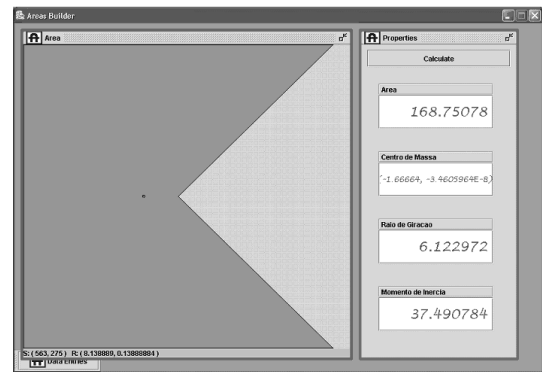 Areas Builder
Area
Properties
Calculate
Area
168.75078
Centro de Massa
(-1.66664, -3.4605964E-8)
Raio de Giracao
6.122972
Momento de Inercia
37.490784
S: ( 563, 275 ) R: ( 8.138889, 0.13888884 )
Data Entries